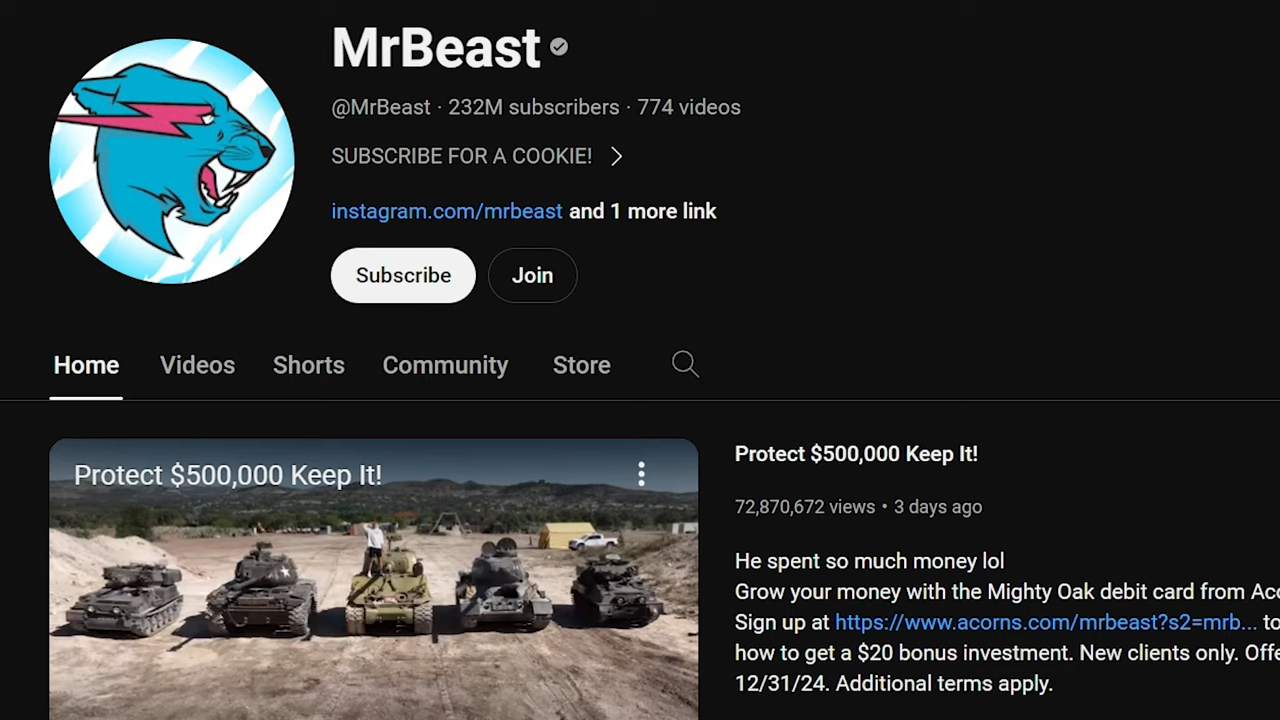 MrBeast
@MrBeast · 232M subscribers · 774 videos
SUBSCRIBE FOR A COOKIE!
instagram.com/mrbeast and 1 more link
Subscribe
Join
Home
Videos
Shorts
Community
Store
Protect $500,000 Keep It!
Protect $500,000 Keep It!
72,870,672 views • 3 days ago
He spent so much money lol
Grow your money with the Mighty Oak debit card from Aco
Sign up at https://www.acorns.com/mrbeast?s2=mrb... to
how to get a $20 bonus investment. New clients only. Offe
12/31/24. Additional terms apply.